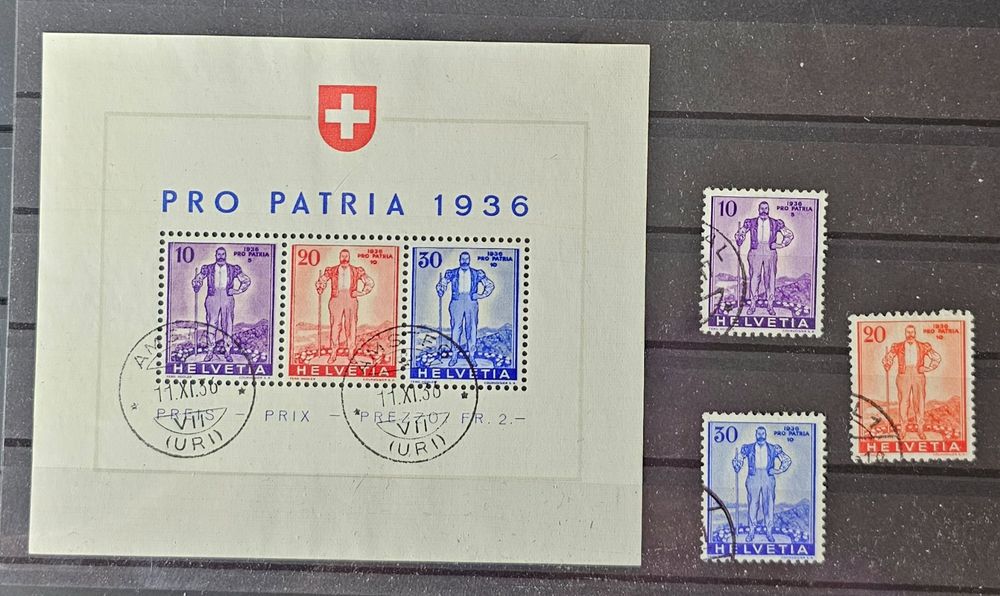 PRO PATRIA 1936
10 1936 PRO PATRIA 5
HELVETIA
20 1936 PRO PATRIA 10
HELVETIA
30 1936 PRO PATRIA 10
HELVETIA
11.XI.36
VII
(URI)
11.XI.36
VII
(URI)
PREIS - PRIX - PREZZO FR. 2.-
10 1936 PRO PATRIA 5
HELVETIA
20 1936 PRO PATRIA 10
HELVETIA
30 1936 PRO PATRIA 10
HELVETIA